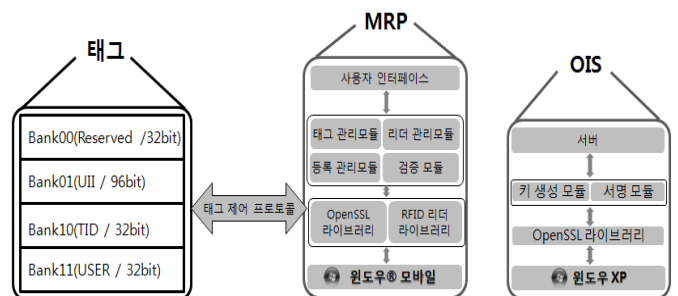 태그
Bank00(Reserved /32bit)
Bank01(UII / 96bit)
Bank10(TID / 32bit)
Bank11(USER / 32bit)
태그 제어 프로토콜
MRP
사용자 인터페이스
태그 관리모듈 리더 관리모듈
등록 관리모듈 검증 모듈
OpenSSL
라이브러리
RFID 리더
라이브러리
윈도우® 모바일
OIS
서버
키 생성 모듈 서명 모듈
OpenSSL 라이브러리
윈도우 XP